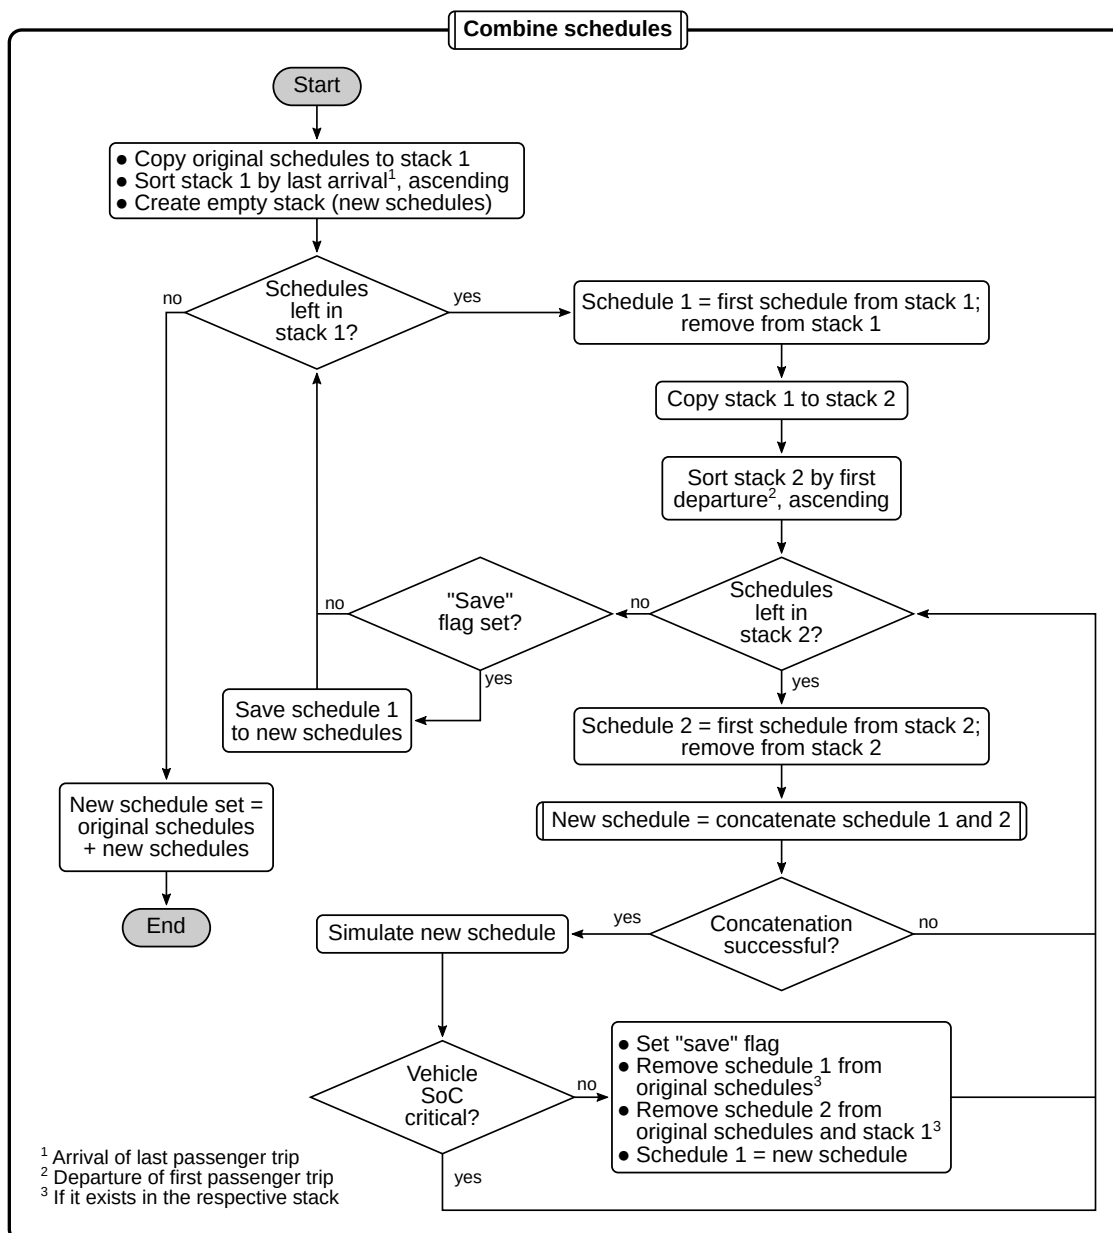 Combine schedules
Start
● Copy original schedules to stack 1
● Sort stack 1 by last arrival¹, ascending
● Create empty stack (new schedules)
Schedules
left in
stack 1?
no
yes
Schedule 1 = first schedule from stack 1;
remove from stack 1
Copy stack 1 to stack 2
Sort stack 2 by first
departure², ascending
Schedules
left in
stack 2?
no
yes
"Save"
flag set?
no
yes
Save schedule 1
to new schedules
Schedule 2 = first schedule from stack 2;
remove from stack 2
New schedule set =
original schedules
+ new schedules
End
New schedule = concatenate schedule 1 and 2
Concatenation
successful?
yes
no
Simulate new schedule
Vehicle
SoC
critical?
no
yes
● Set "save" flag
● Remove schedule 1 from
original schedules³
● Remove schedule 2 from
original schedules and stack 1³
● Schedule 1 = new schedule
¹ Arrival of last passenger trip
² Departure of first passenger trip
³ If it exists in the respective stack